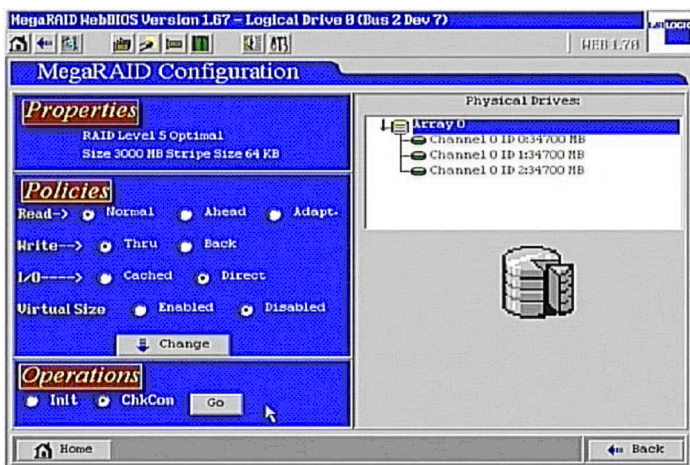 MegaRAID WebBIOS Version 1.67 - Logical Drive 0 (Bus 2 Dev 7)
LSI LOGIC
WEB 1.70
MegaRAID Configuration
Properties
RAID Level 5 Optimal
Size 3000 MB Stripe Size 64 KB
Policies
Read-> Normal Ahead Adapt.
Write--> Thru Back
I/O----> Cached Direct
Virtual Size Enabled Disabled
Change
Operations
Init ChkCon Go
Physical Drives:
Array 0
Channel 0 ID 0:34700 MB
Channel 0 ID 1:34700 MB
Channel 0 ID 2:34700 MB
Home
Back